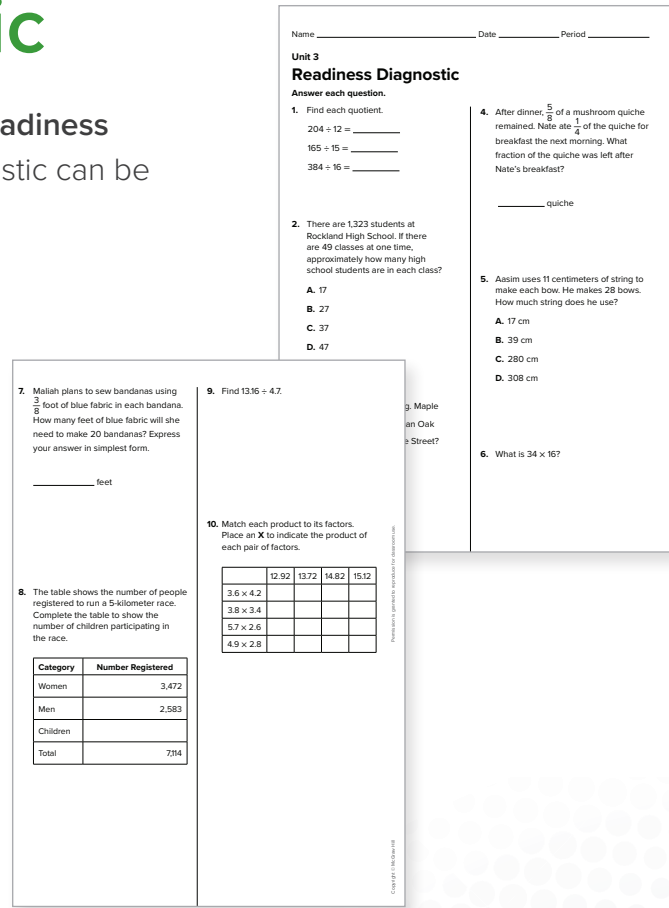 ic
adiness
stic can be
Name Date Period
Unit 3
Readiness Diagnostic
Answer each question.
1. Find each quotient.
204 ÷ 12 =
165 ÷ 15 =
384 ÷ 16 =
2. There are 1,323 students at
Rockland High School. If there
are 49 classes at one time,
approximately how many high
school students are in each class?
A. 17
B. 27
C. 37
D. 47
g. Maple
an Oak
e Street?
4. After dinner, 5/8 of a mushroom quiche
remained. Nate ate 1/4 of the quiche for
breakfast the next morning. What
fraction of the quiche was left after
Nate's breakfast?
quiche
5. Aasim uses 11 centimeters of string to
make each bow. He makes 28 bows.
How much string does he use?
A. 17 cm
B. 39 cm
C. 280 cm
D. 308 cm
6. What is 34 × 16?
7. Maliah plans to sew bandanas using
3/8 foot of blue fabric in each bandana.
How many feet of blue fabric will she
need to make 20 bandanas? Express
your answer in simplest form.
feet
8. The table shows the number of people
registered to run a 5-kilometer race.
Complete the table to show the
number of children participating in
the race.
Category Number Registered
Women 3,472
Men 2,583
Children
Total 7,114
9. Find 13.16 ÷ 4.7.
10. Match each product to its factors.
Place an X to indicate the product of
each pair of factors.
12.92 13.72 14.82 15.12
3.6 × 4.2
3.8 × 3.4
5.7 × 2.6
4.9 × 2.8
Permission is granted to reproduce for classroom use.
Copyright © McGraw Hill